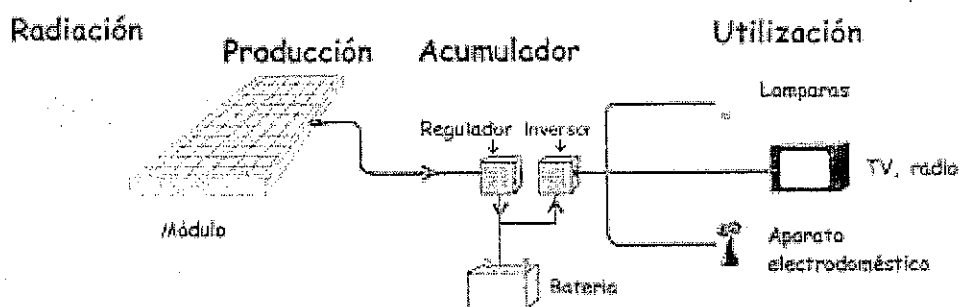 Radiación
Producción
Acumulador
Utilización
Lamparas
Regulador
Inversor
TV, radio
Módulo
Aparato
electrodoméstico
Bateria